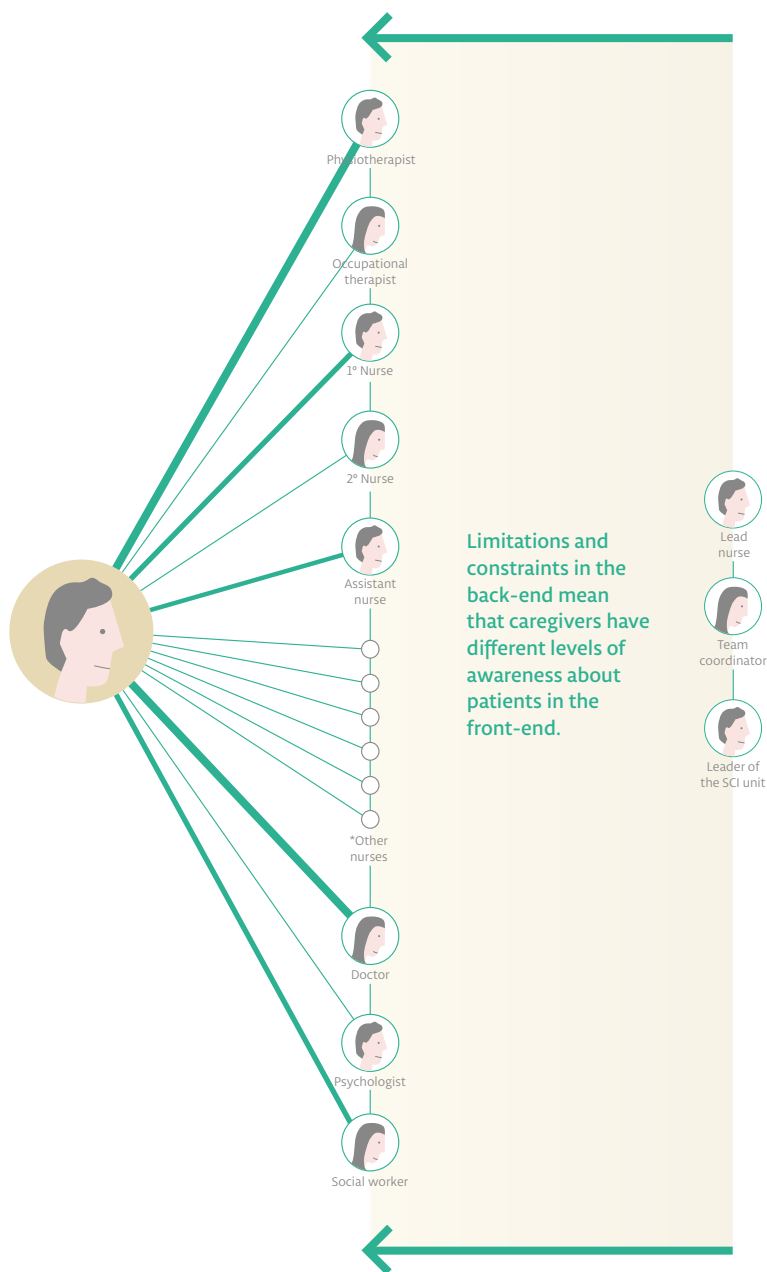 Physiotherapist
Occupational
therapist
1º Nurse
2º Nurse
Assistant
nurse
*Other
nurses
Doctor
Psychologist
Social worker
Limitations and
constraints in the
back-end mean
that caregivers have
different levels of
awareness about
patients in the
front-end.
Lead
nurse
Team
coordinator
Leader of
the SCI unit